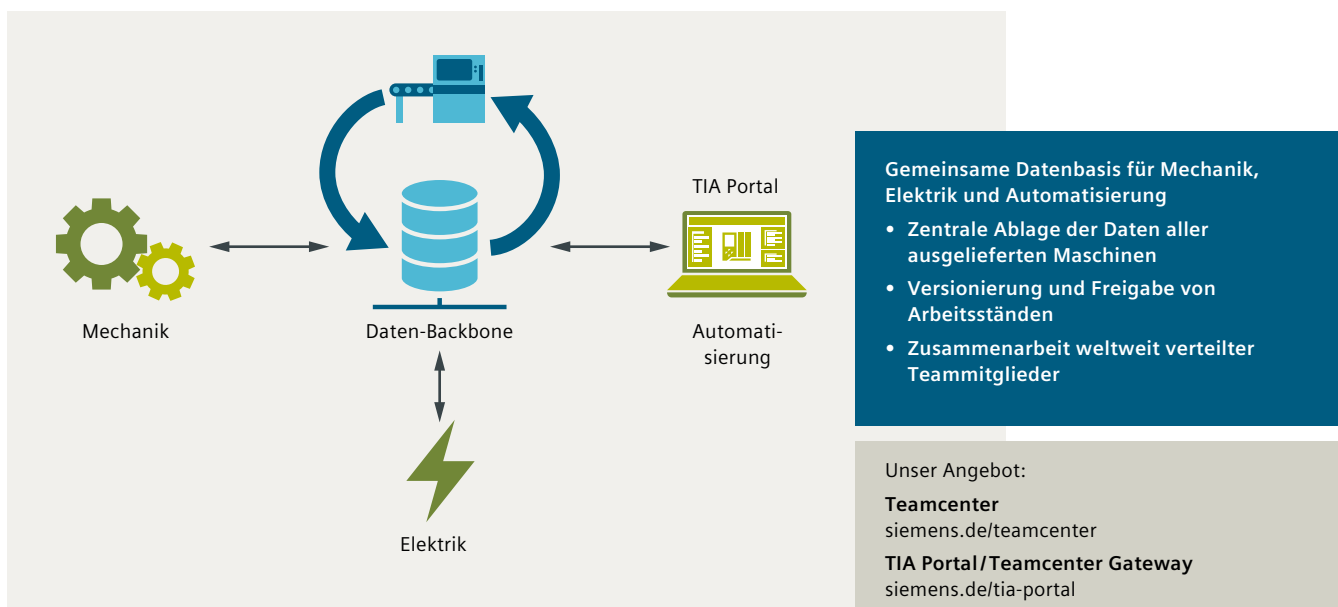 TIA Portal
Mechanik
Daten-Backbone
Automati-
sierung
Elektrik
Gemeinsame Datenbasis für Mechanik,
Elektrik und Automatisierung
• Zentrale Ablage der Daten aller
ausgelieferten Maschinen
• Versionierung und Freigabe von
Arbeitsständen
• Zusammenarbeit weltweit verteilter
Teammitglieder
Unser Angebot:
Teamcenter
siemens.de/teamcenter
TIA Portal/Teamcenter Gateway
siemens.de/tia-portal